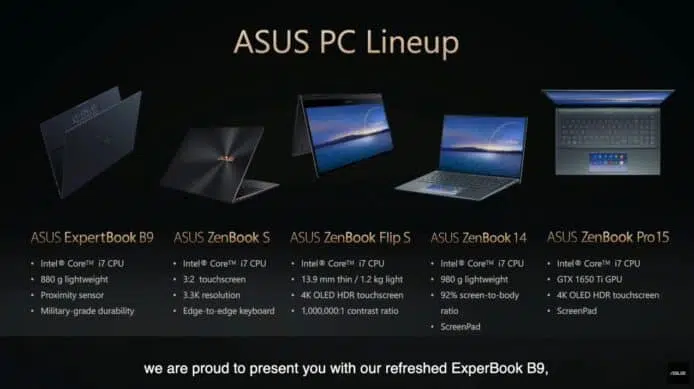 ASUS PC Lineup
ASUS ExpertBook B9
• Intel® Core™ i7 CPU
• 880 g lightweight
• Proximity sensor
• Military-grade durability
ASUS ZenBook S
• Intel® Core™ i7 CPU
• 3:2 touchscreen
• 3.3K resolution
• Edge-to-edge keyboard
ASUS ZenBook Flip S
• Intel® Core™ i7 CPU
• 13.9 mm thin / 1.2 kg light
• 4K OLED HDR touchscreen
• 1,000,000:1 contrast ratio
ASUS ZenBook 14
• Intel® Core™ i7 CPU
• 980 g lightweight
• 92% screen-to-body
ratio
• ScreenPad
ASUS ZenBook Pro 15
• Intel® Core™ i7 CPU
• GTX 1650 Ti GPU
• 4K OLED HDR touchscreen
• ScreenPad
we are proud to present you with our refreshed ExperBook B9,
ASUS